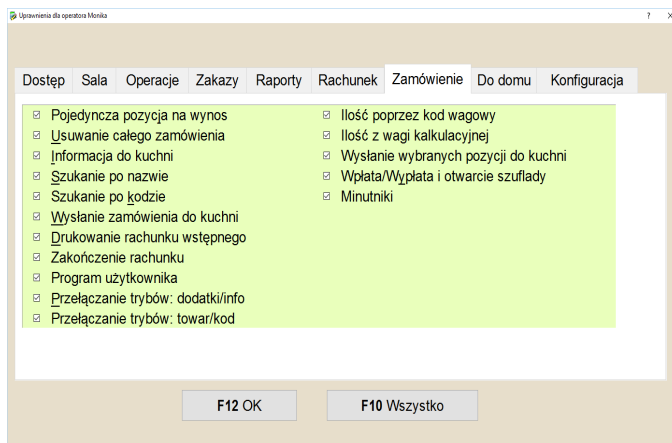 Uprawnienia dla operatora Monika
Dostęp Sala Operacje Zakazy Raporty Rachunek Zamówienie Do domu Konfiguracja
Pojedyncza pozycja na wynos
Usuwanie całego zamówienia
Informacja do kuchni
Szukanie po nazwie
Szukanie po kodzie
Wysłanie zamówienia do kuchni
Drukowanie rachunku wstępnego
Zakończenie rachunku
Program użytkownika
Przełączanie trybów: dodatki/info
Przełączanie trybów: towar/kod
Ilość poprzez kod wagowy
Ilość z wagi kalkulacyjnej
Wysłanie wybranych pozycji do kuchni
Wpłata/Wypłata i otwarcie szuflady
Minutniki
F12 OK
F10 Wszystko